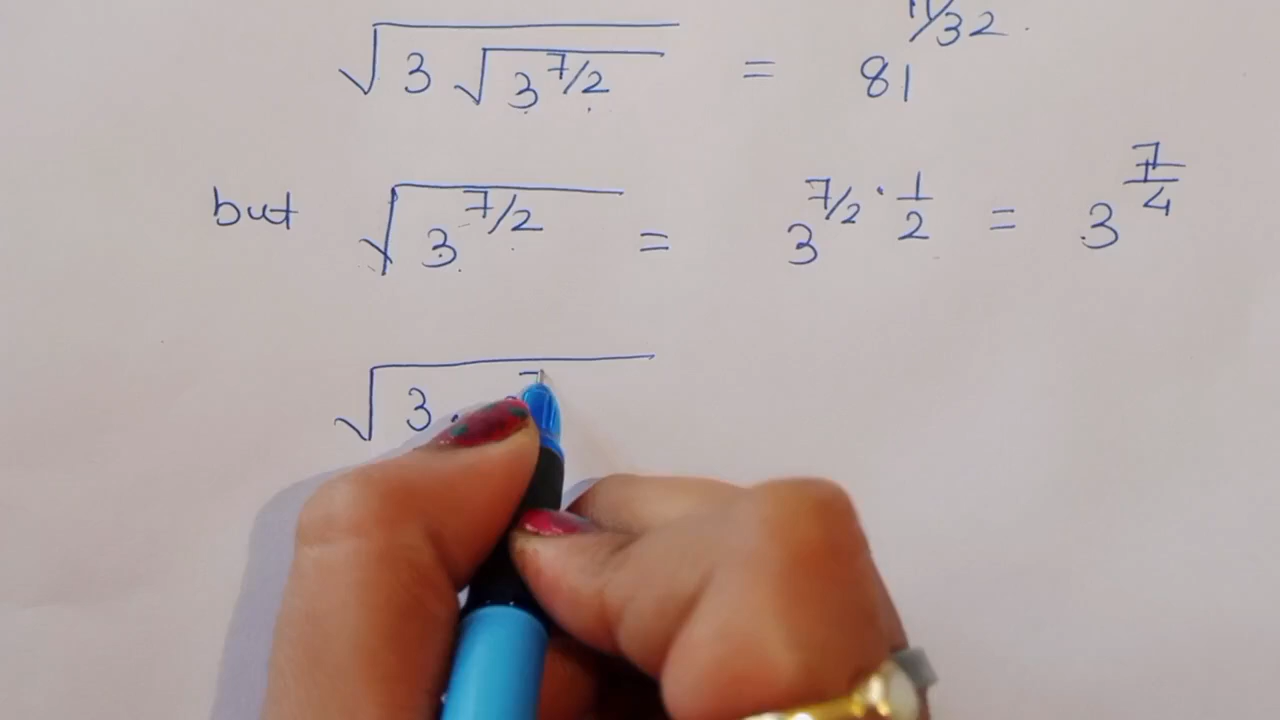 √(3 √(3^(7/2))) = 81^(11/32)
but √(3^(7/2)) = 3^(7/2 · 1/2) = 3^(7/4)
√(3 ·